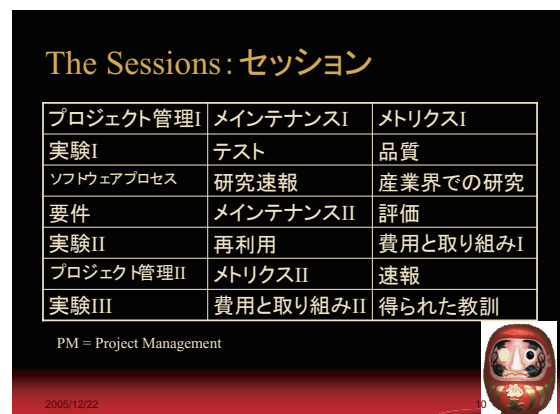 The Sessions：セッション
プロジェクト管理I メインテナンスI メトリクスI
実験I テスト 品質
ソフトウェアプロセス 研究速報 産業界での研究
要件 メインテナンスII 評価
実験II 再利用 費用と取り組みI
プロジェクト管理II メトリクスII 速報
実験III 費用と取り組みII 得られた教訓
PM = Project Management
2005/12/22 10